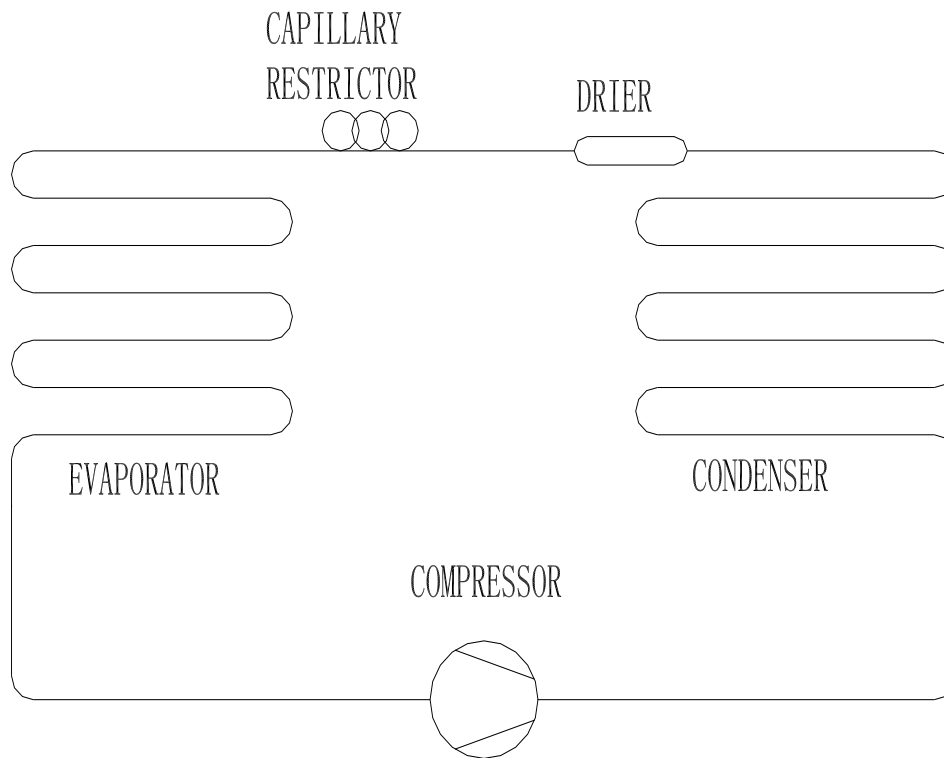 CAPILLARY
RESTRICTOR
DRIER
EVAPORATOR
CONDENSER
COMPRESSOR